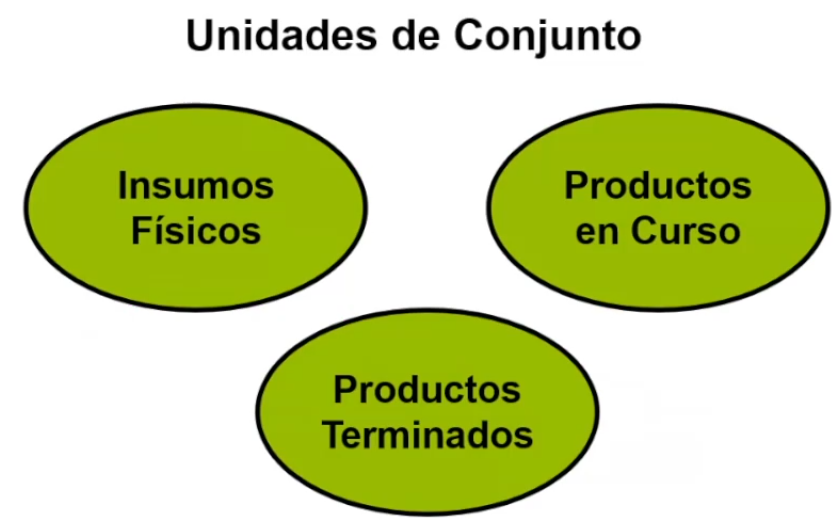 Unidades de Conjunto
Insumos
Físicos
Productos
en Curso
Productos
Terminados